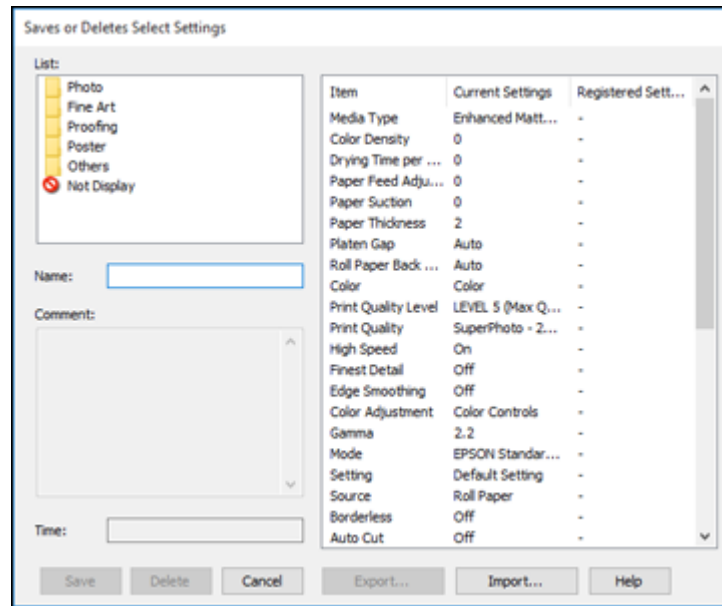 Saves or Deletes Select Settings
List:
Photo
Fine Art
Proofing
Poster
Others
Not Display
Name:
Comment:
Time:
Item Current Settings Registered Sett...
Media Type Enhanced Matt... -
Color Density 0 -
Drying Time per ... 0 -
Paper Feed Adju... 0 -
Paper Suction 0 -
Paper Thickness 2 -
Platen Gap Auto -
Roll Paper Back ... Auto -
Color Color -
Print Quality Level LEVEL 5 (Max Q... -
Print Quality SuperPhoto - 2... -
High Speed On -
Finest Detail Off -
Edge Smoothing Off -
Color Adjustment Color Controls -
Gamma 2.2 -
Mode EPSON Standar... -
Setting Default Setting -
Source Roll Paper -
Borderless Off -
Auto Cut Off -
Save Delete Cancel Export... Import... Help